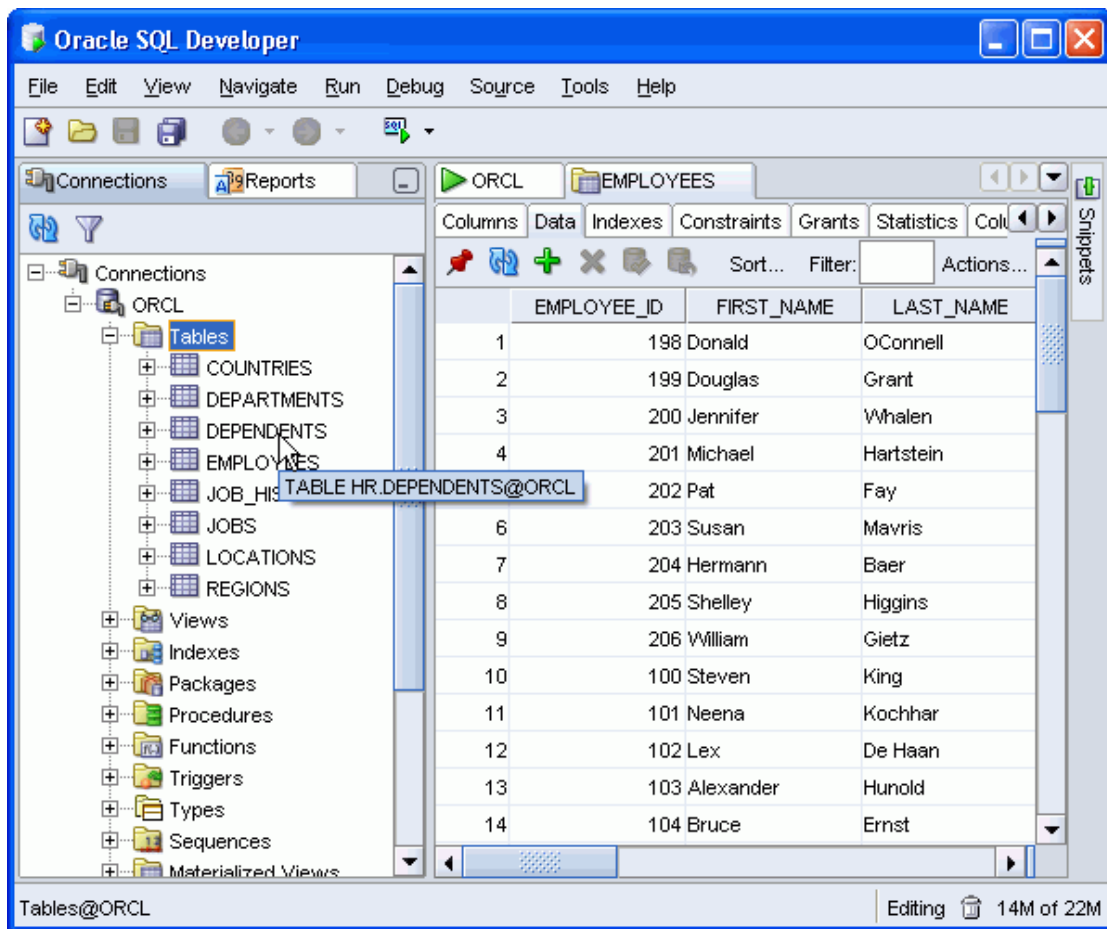 Oracle SQL Developer
File Edit View Navigate Run Debug Source Tools Help
Connections Reports
Connections
ORCL
Tables
COUNTRIES
DEPARTMENTS
DEPENDENTS
EMPLOYEES
TABLE HR.DEPENDENTS@ORCL
JOB_HIS
JOBS
LOCATIONS
REGIONS
Views
Indexes
Packages
Procedures
Functions
Triggers
Types
Sequences
Materialized Views
ORCL EMPLOYEES
Columns Data Indexes Constraints Grants Statistics Colu
Sort... Filter: Actions...
EMPLOYEE_ID FIRST_NAME LAST_NAME
1 198 Donald OConnell
2 199 Douglas Grant
3 200 Jennifer Whalen
4 201 Michael Hartstein
202 Pat Fay
6 203 Susan Mavris
7 204 Hermann Baer
8 205 Shelley Higgins
9 206 William Gietz
10 100 Steven King
11 101 Neena Kochhar
12 102 Lex De Haan
13 103 Alexander Hunold
14 104 Bruce Ernst
Snippets
Tables@ORCL
Editing 14M of 22M